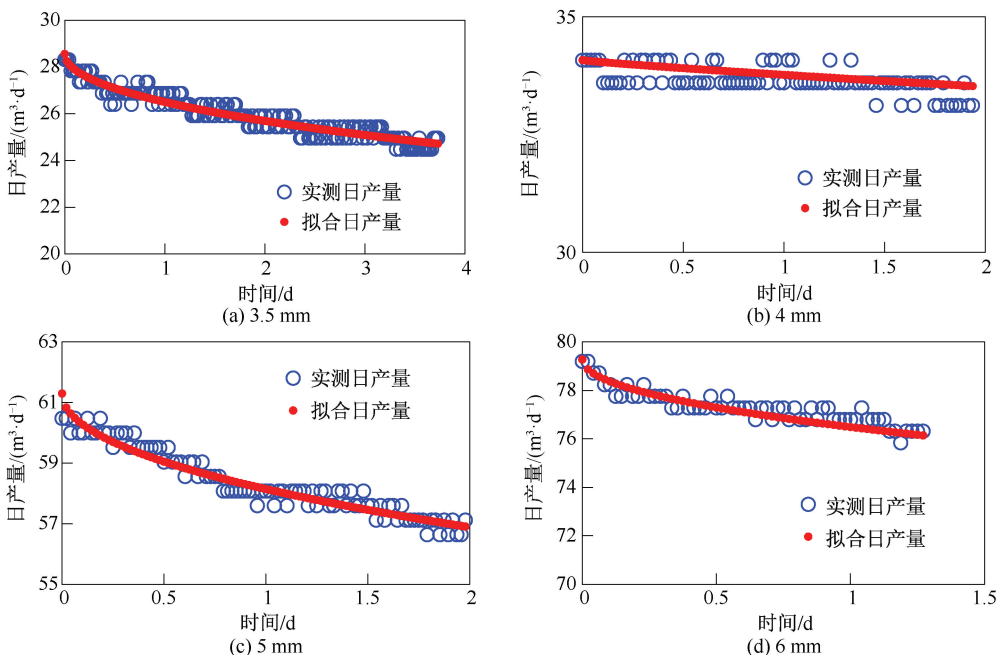 30
28
26
24
22
20
日产量/(m³·d⁻¹)
实测日产量
拟合日产量
0 1 2 3 4
时间/d
(a) 3.5 mm
35
30
日产量/(m³·d⁻¹)
实测日产量
拟合日产量
0 0.5 1 1.5 2
时间/d
(b) 4 mm
63
61
59
57
55
日产量/(m³·d⁻¹)
实测日产量
拟合日产量
0 0.5 1 1.5 2
时间/d
(c) 5 mm
80
78
76
74
72
70
日产量/(m³·d⁻¹)
实测日产量
拟合日产量
0 0.5 1 1.5
时间/d
(d) 6 mm